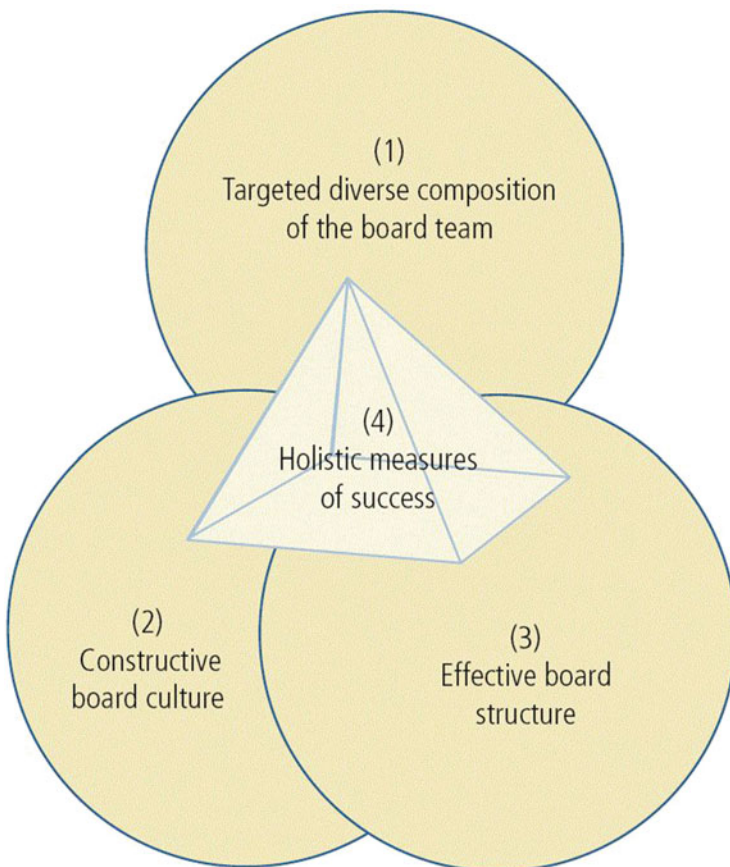 (1)
Targeted diverse composition
of the board team
(4)
Holistic measures
of success
(2)
Constructive
board culture
(3)
Effective board
structure